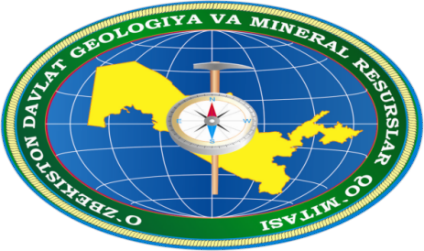 O`ZBEKISTON DAVLAT GEOLOGIYA VA MINERAL RESURSLAR QO`MITASI
N
W